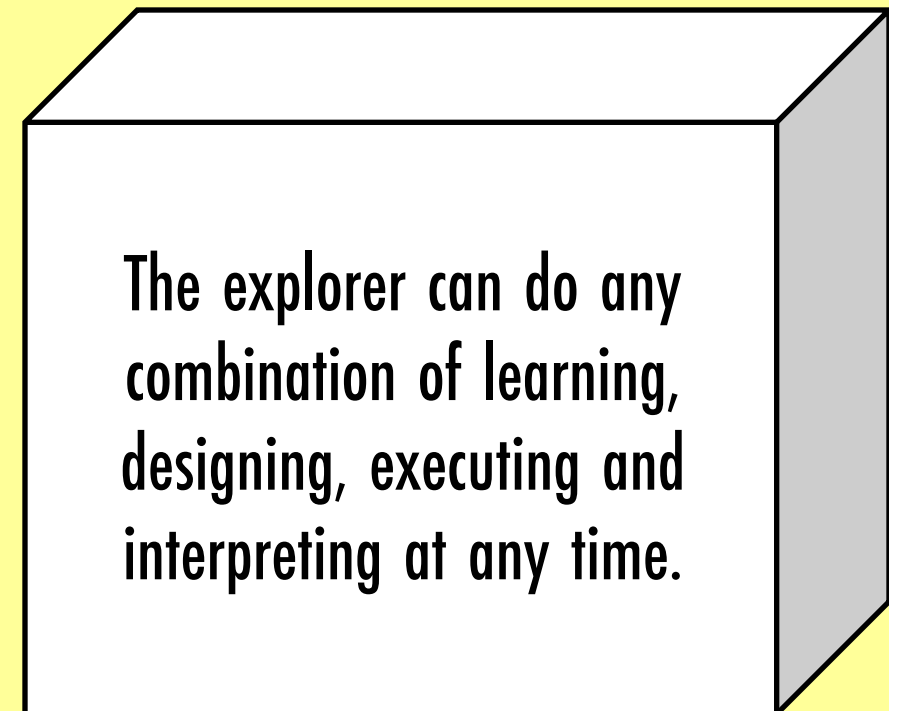 The explorer can do any
combination of learning,
designing, executing and
interpreting at any time.